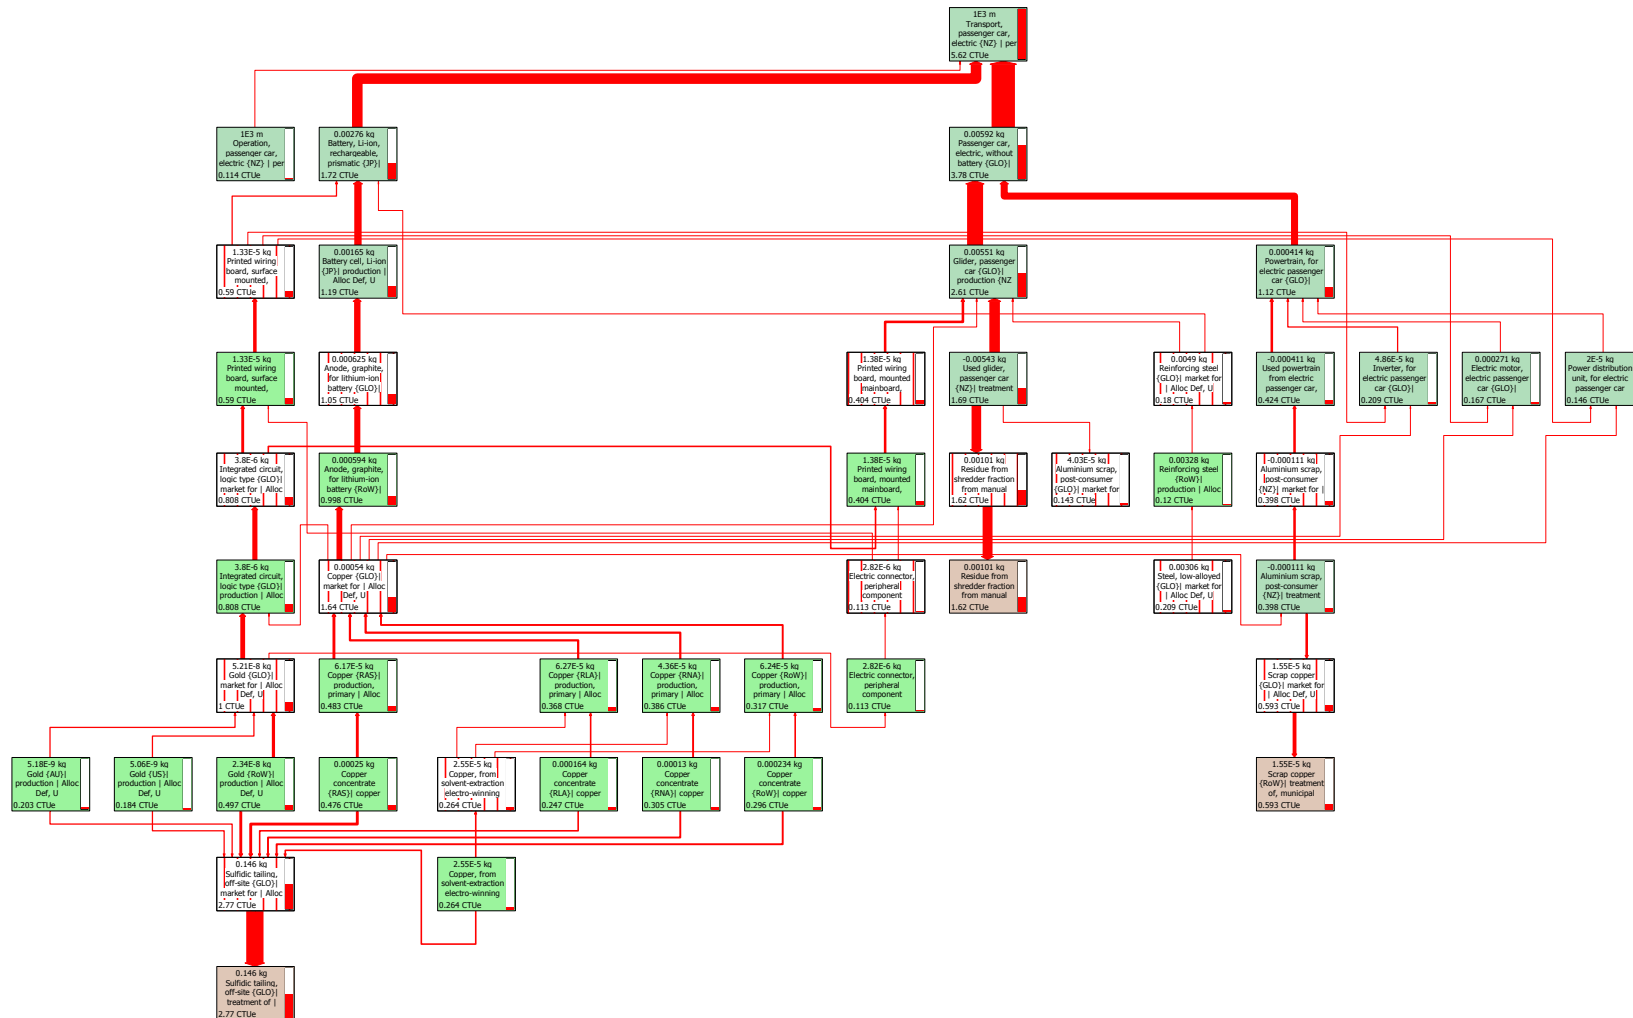 1E3 m
Transport,
passenger car,
electric {NZ} | per
5.62 CTUe
1E3 m
Operation,
passenger car,
electric {NZ} | per
0.114 CTUe
0.00276 kg
Battery, Li-ion,
rechargeable,
prismatic {JP}|
1.72 CTUe
0.00592 kg
Passenger car,
electric, without
battery {GLO}|
3.78 CTUe
1.33E-5 kg
Printed wiring
board, surface
mounted,
0.59 CTUe
0.00165 kg
Battery cell, Li-ion
{JP}| production |
Alloc Def, U
1.19 CTUe
0.00551 kg
Glider, passenger
car {GLO}|
production {NZ
2.61 CTUe
0.000414 kg
Powertrain, for
electric passenger
car {GLO}|
1.12 CTUe
1.33E-5 kg
Printed wiring
board, surface
mounted,
0.59 CTUe
0.000625 kg
Anode, graphite,
for lithium-ion
battery {GLO}|
1.05 CTUe
1.38E-5 kg
Printed wiring
board, mounted
mainboard,
0.404 CTUe
-0.00543 kg
Used glider,
passenger car
{NZ}| treatment
1.69 CTUe
0.0049 kg
Reinforcing steel
{GLO}| market for
| Alloc Def, U
0.18 CTUe
-0.000411 kg
Used powertrain
from electric
passenger car,
0.424 CTUe
4.86E-5 kg
Inverter, for
electric passenger
car {GLO}|
0.209 CTUe
0.000271 kg
Electric motor,
electric passenger
car {GLO}|
0.167 CTUe
2E-5 kg
Power distribution
unit, for electric
passenger car
0.146 CTUe
3.8E-6 kg
Integrated circuit,
logic type {GLO}|
market for | Alloc
0.808 CTUe
0.000594 kg
Anode, graphite,
for lithium-ion
battery {RoW}|
0.998 CTUe
1.38E-5 kg
Printed wiring
board, mounted
mainboard,
0.404 CTUe
0.00101 kg
Residue from
shredder fraction
from manual
1.62 CTUe
4.03E-5 kg
Aluminium scrap,
post-consumer
{GLO}| market for
0.143 CTUe
0.00328 kg
Reinforcing steel
{RoW}|
production | Alloc
0.12 CTUe
-0.000111 kg
Aluminium scrap,
post-consumer
{NZ}| market for |
0.398 CTUe
3.8E-6 kg
Integrated circuit,
logic type {GLO}|
production | Alloc
0.808 CTUe
0.00054 kg
Copper {GLO}|
market for | Alloc
Def, U
1.64 CTUe
2.82E-6 kg
Electric connector,
peripheral
component
0.113 CTUe
0.00101 kg
Residue from
shredder fraction
from manual
1.62 CTUe
0.00306 kg
Steel, low-alloyed
{GLO}| market for
| Alloc Def, U
0.209 CTUe
-0.000111 kg
Aluminium scrap,
post-consumer
{NZ}| treatment
0.398 CTUe
5.21E-8 kg
Gold {GLO}|
market for | Alloc
Def, U
1 CTUe
6.17E-5 kg
Copper {RAS}|
production,
primary | Alloc
0.483 CTUe
6.27E-5 kg
Copper {RLA}|
production,
primary | Alloc
0.368 CTUe
4.36E-5 kg
Copper {RNA}|
production,
primary | Alloc
0.386 CTUe
6.24E-5 kg
Copper {RoW}|
production,
primary | Alloc
0.317 CTUe
2.82E-6 kg
Electric connector,
peripheral
component
0.113 CTUe
1.55E-5 kg
Scrap copper
{GLO}| market for
| Alloc Def, U
0.593 CTUe
5.18E-9 kg
Gold {AU}|
production | Alloc
Def, U
0.203 CTUe
5.06E-9 kg
Gold {US}|
production | Alloc
Def, U
0.184 CTUe
2.34E-8 kg
Gold {RoW}|
production | Alloc
Def, U
0.497 CTUe
0.00025 kg
Copper
concentrate
{RAS}| copper
0.476 CTUe
2.55E-5 kg
Copper, from
solvent-extraction
electro-winning
0.264 CTUe
0.000164 kg
Copper
concentrate
{RLA}| copper
0.247 CTUe
0.00013 kg
Copper
concentrate
{RNA}| copper
0.305 CTUe
0.000234 kg
Copper
concentrate
{RoW}| copper
0.296 CTUe
1.55E-5 kg
Scrap copper
{RoW}| treatment
of, municipal
0.593 CTUe
0.146 kg
Sulfidic tailing,
off-site {GLO}|
market for | Alloc
2.77 CTUe
2.55E-5 kg
Copper, from
solvent-extraction
electro-winning
0.264 CTUe
0.146 kg
Sulfidic tailing,
off-site {GLO}|
treatment of |
2.77 CTUe